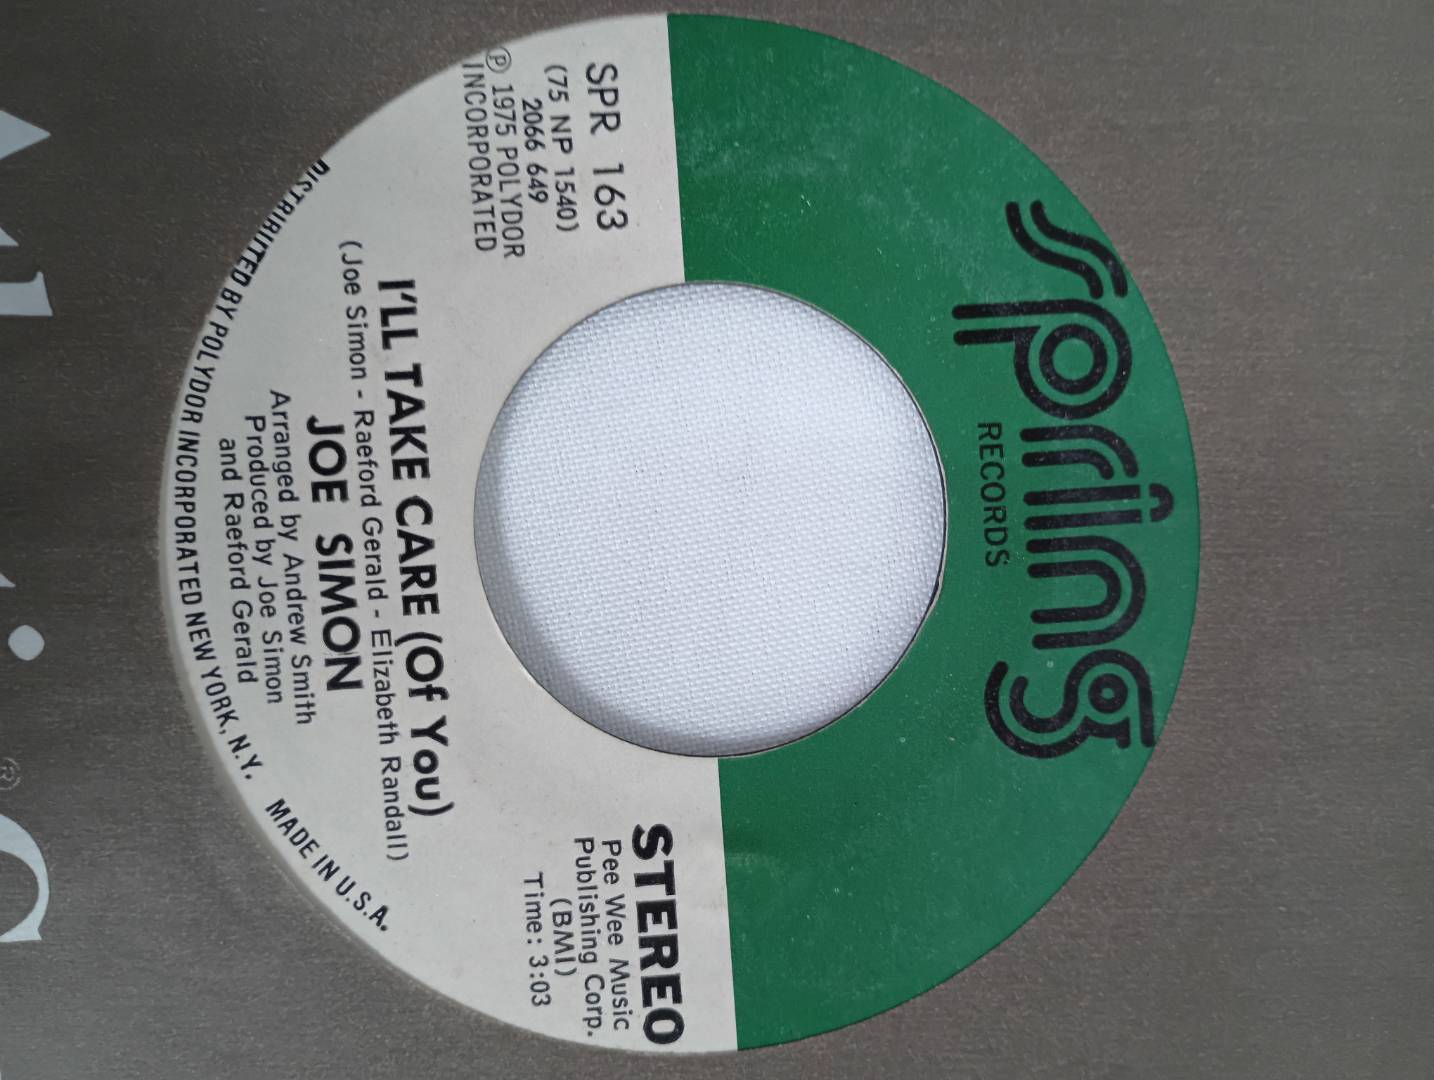 spring
RECORDS
SPR 163
(75 NP 1540)
2066 649
Ⓟ 1975 POLYDOR
INCORPORATED
STEREO
Pee Wee Music
Publishing Corp.
(BMI)
Time: 3:03
I'LL TAKE CARE (Of You)
(Joe Simon - Raeford Gerald - Elizabeth Randall)
JOE SIMON
Arranged by Andrew Smith
Produced by Joe Simon
and Raeford Gerald
DISTRIBUTED BY POLYDOR INCORPORATED NEW YORK, N.Y. MADE IN U.S.A.